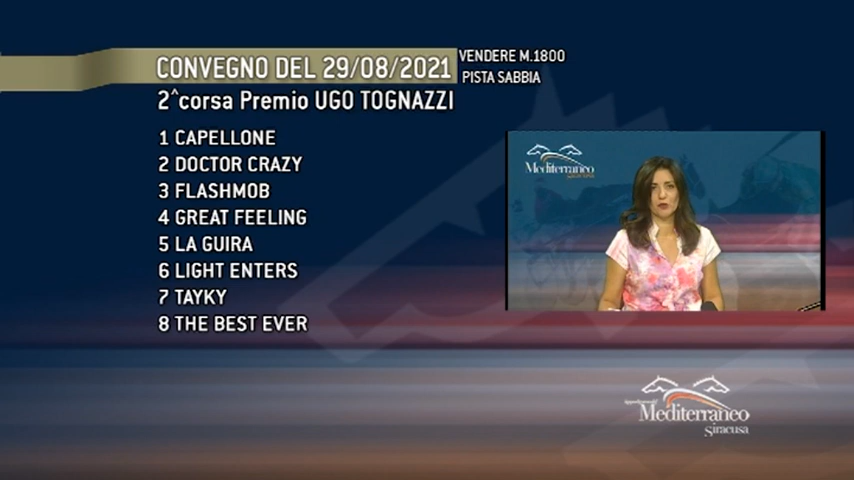 CONVEGNO DEL 29/08/2021
VENDERE M.1800
PISTA SABBIA
2^corsa Premio UGO TOGNAZZI
1 CAPELLONE
2 DOCTOR CRAZY
3 FLASHMOB
4 GREAT FEELING
5 LA GUIRA
6 LIGHT ENTERS
7 TAYKY
8 THE BEST EVER
Mediterraneo
Mediterraneo
Siracusa